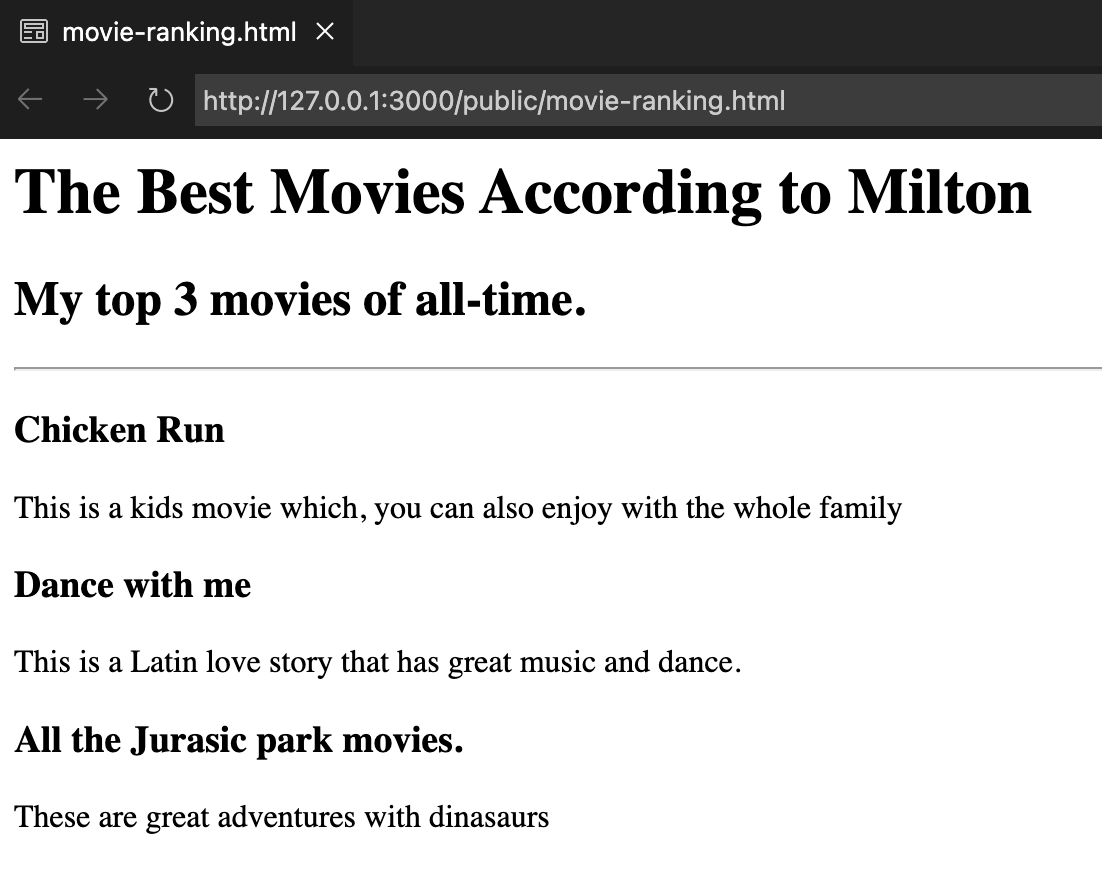 movie-ranking.html
http://127.0.0.1:3000/public/movie-ranking.html
The Best Movies According to Milton
My top 3 movies of all-time.
Chicken Run
This is a kids movie which, you can also enjoy with the whole family
Dance with me
This is a Latin love story that has great music and dance.
All the Jurasic park movies.
These are great adventures with dinasaurs